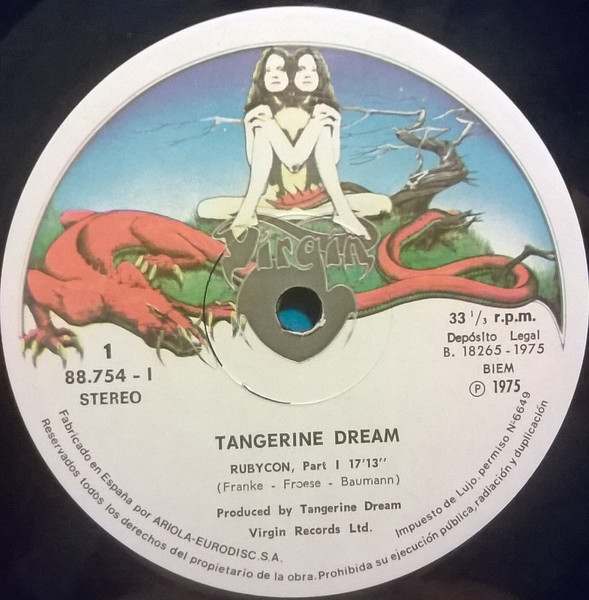 Virgin
33 ⅓ r.p.m.
Depósito Legal
B. 18265-1975
BIEM
Ⓟ 1975
1
88.754 - I
STEREO
TANGERINE DREAM
RUBYCON, Part I 17'13''
(Franke - Froese - Baumann)
Produced by Tangerine Dream
Virgin Records Ltd.
Fabricado en España por ARIOLA-EURODISC.S.A.
Impuesto de Lujo. permiso N-6649
Reservados todos los derechos del propietario de la obra. Prohibida su ejecución pública, radiación y duplicación